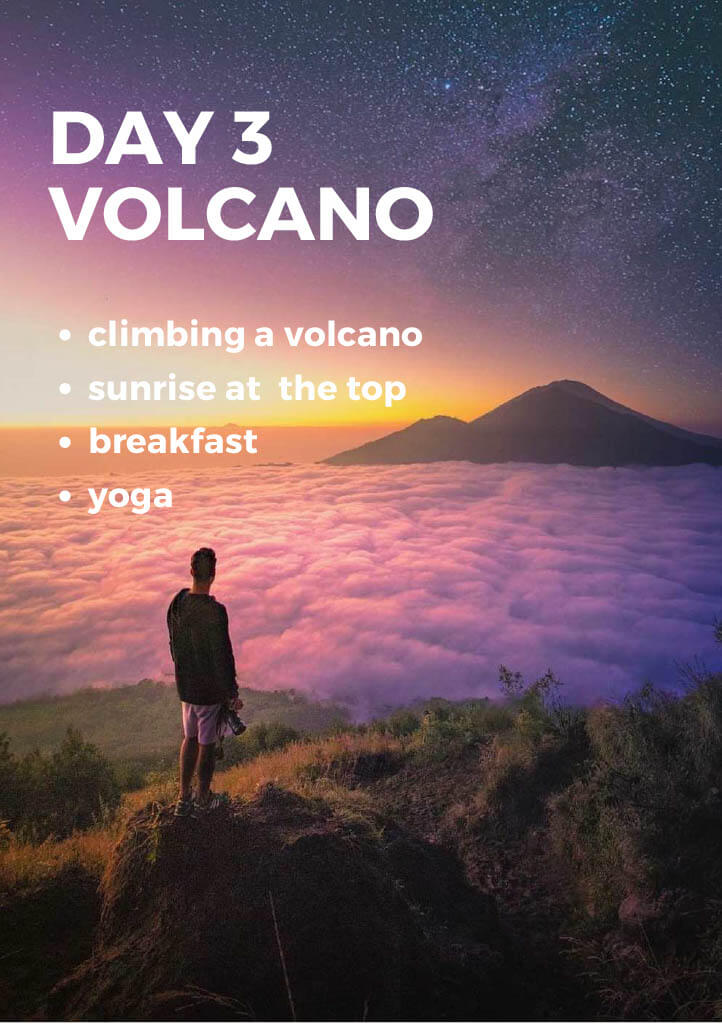 DAY 3
VOLCANO
• climbing a volcano
• sunrise at  the top
• breakfast
• yoga